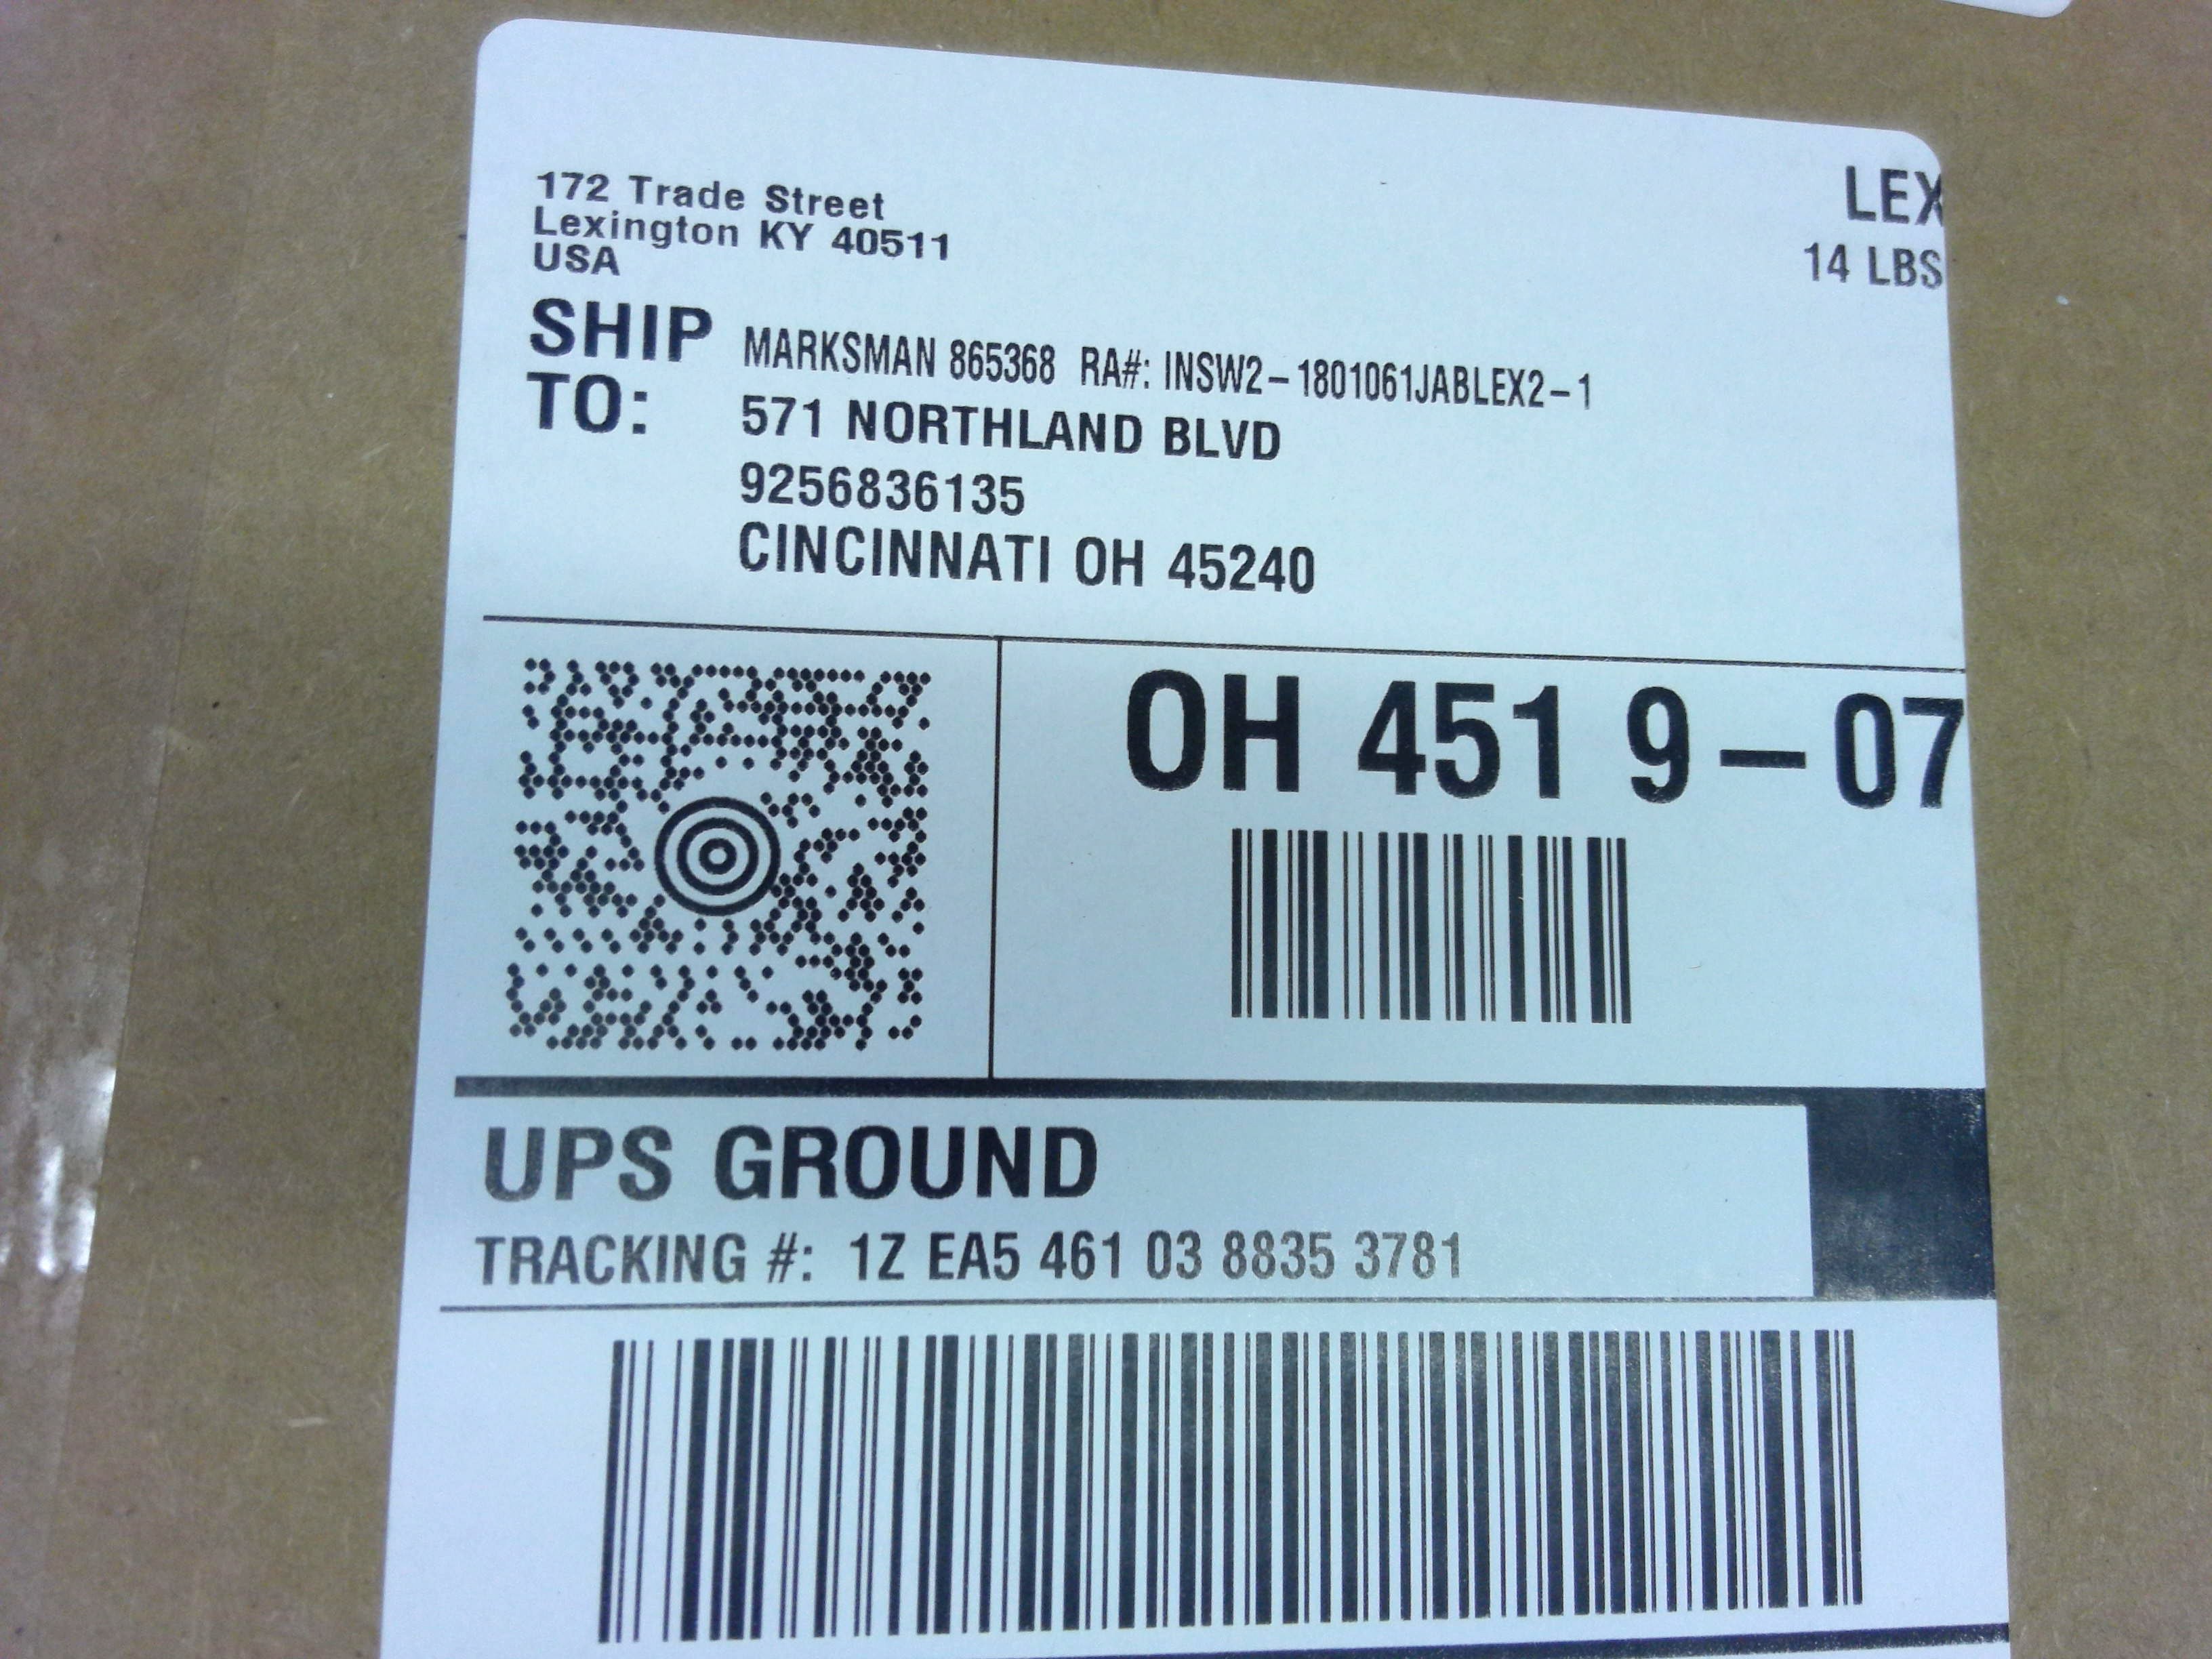 172 Trade Street
Lexington KY 40511
USA
LEX
14 LBS
SHIP TO:
MARKSMAN 865368 RA#: INSW2-1801061JABLEX2-1
571 NORTHLAND BLVD
9256836135
CINCINNATI OH 45240
OH 451 9-07
UPS GROUND
TRACKING #: 1Z EA5 461 03 8835 3781